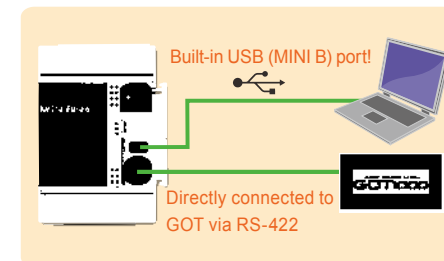 Built-in USB (MINI B) port!
Directly connected to
GOT via RS-422